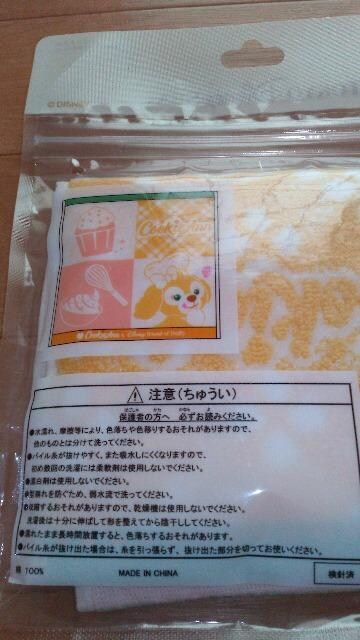 © DISNEY
CookieAnn
CookieAnn
⚠ 注意（ちゅうい）
保護者の方へ 必ずお読みください。
●水濡れ、摩擦等により、色落ちや色移りするおそれがありますので、
色のものとは分けて洗ってください。
●パイル糸が抜けやすく、また吸水しにくくなりますので、
初め数回の洗濯には柔軟剤は使用しないでください。
●蛍白剤は使用しないでください。
●型崩れを防ぐため、弱水流で洗ってください。
●収縮するおそれがありますので、乾燥機は使用しないでください。
洗濯後は十分に伸ばして形を整えてから陰干ししてください。
●濡れたまま長時間放置すると、色落ちするおそれがあります。
●パイル糸が抜け出た場合は、糸を引っ張らず、抜け出た部分を切ってお使いください。
綿 100% MADE IN CHINA 検針済